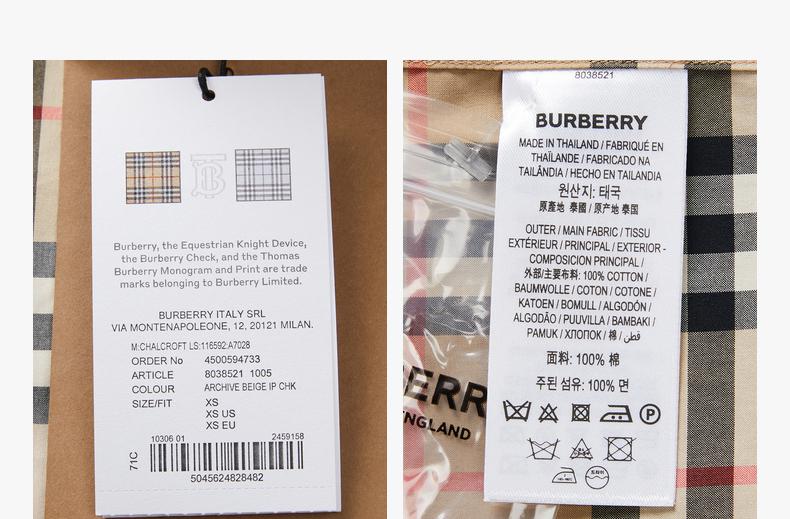 Burberry, the Equestrian Knight Device,
the Burberry Check, and the Thomas
Burberry Monogram and Print are trade
marks belonging to Burberry Limited.
BURBERRY ITALY SRL
VIA MONTENAPOLEONE, 12, 20121 MILAN.
M:CHALCROFT LS:116592:A7028
ORDER No 4500594733
ARTICLE 8038521 1005
COLOUR ARCHIVE BEIGE IP CHK
SIZE/FIT XS
XS US
XS EU
10306 01 2459158
71C
5045624828482
8038521
BURBERRY
MADE IN THAILAND / FABRIQUÉ EN
THAÏLANDE / FABRICADO NA
TAILÂNDIA / HECHO EN TAILANDIA
원산지: 태국
原產地 泰國 / 原产地 泰国
OUTER / MAIN FABRIC / TISSU
EXTÉRIEUR / PRINCIPAL / EXTERIOR -
COMPOSICION PRINCIPAL /
外部/主要布料: 100% COTTON /
BAUMWOLLE / COTON / COTONE /
KATOEN / BOMULL / ALGODÓN /
ALGODÃO / PUUVILLA / BAMBAKI /
PAMUK / ХЛОПОК / 棉 / قطن
面料: 100% 棉
주된 섬유: 100% 면
P
ERR
NGLAND